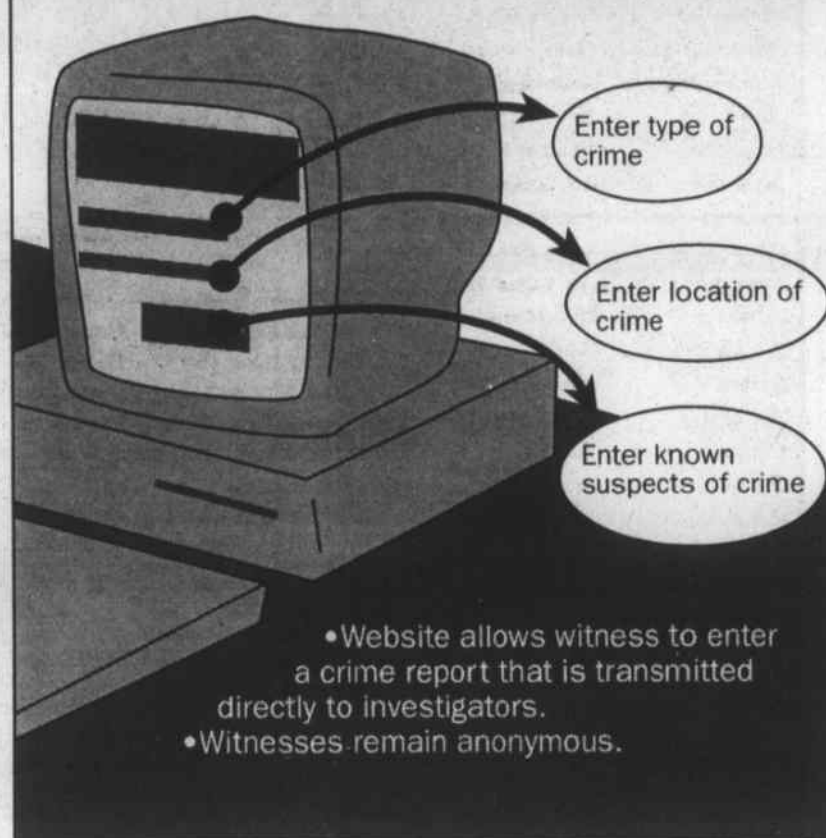 Enter type of
crime
Enter location of
crime
Enter known
suspects of crime
•Website allows witness to enter
a crime report that is transmitted
directly to investigators.
•Witnesses remain anonymous.